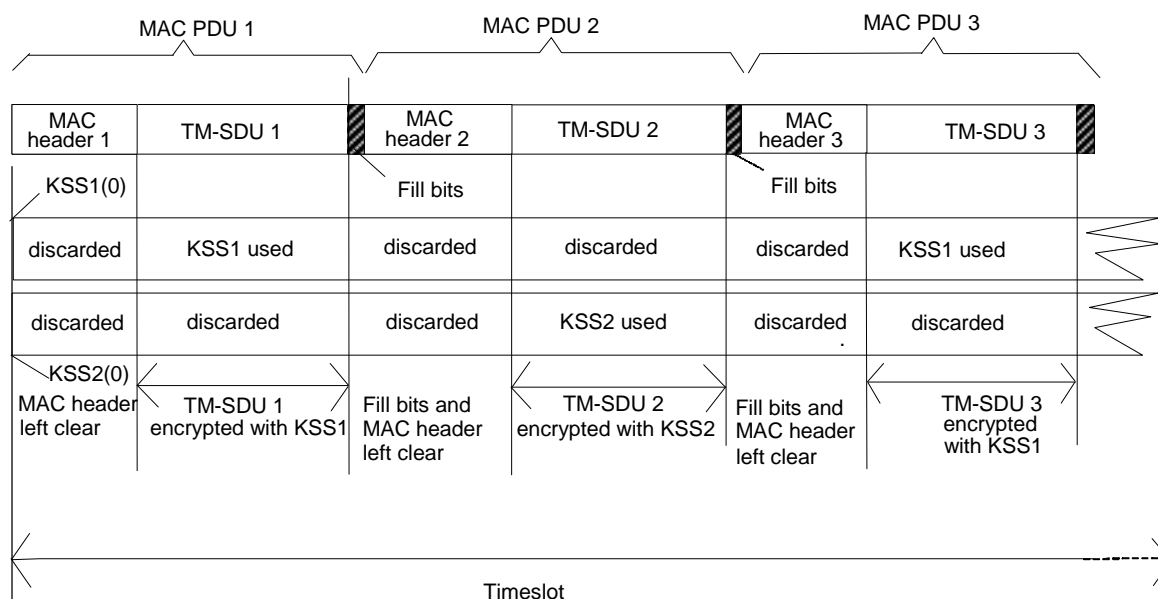 MAC PDU 1
MAC PDU 2
MAC PDU 3
MAC
header 1
TM-SDU 1
MAC
header 2
TM-SDU 2
MAC
header 3
TM-SDU 3
KSS1(0)
Fill bits
Fill bits
discarded
KSS1 used
discarded
discarded
discarded
KSS1 used
discarded
discarded
discarded
KSS2 used
discarded
discarded
KSS2(0)
MAC header
left clear
TM-SDU 1
encrypted with KSS1
Fill bits and
MAC header
left clear
TM-SDU 2
encrypted with KSS2
Fill bits and
MAC header
left clear
TM-SDU 3
encrypted
with KSS1
Timeslot